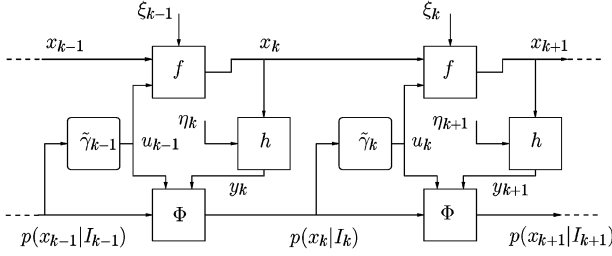 ξ_{k−1} ξ_k
x_{k−1} x_k x_{k+1}
f f
η_k η_{k+1}
γ̃_{k−1} u_{k−1} h γ̃_k u_k h
y_k y_{k+1}
Φ Φ
p(x_{k−1}|I_{k−1}) p(x_k|I_k) p(x_{k+1}|I_{k+1})